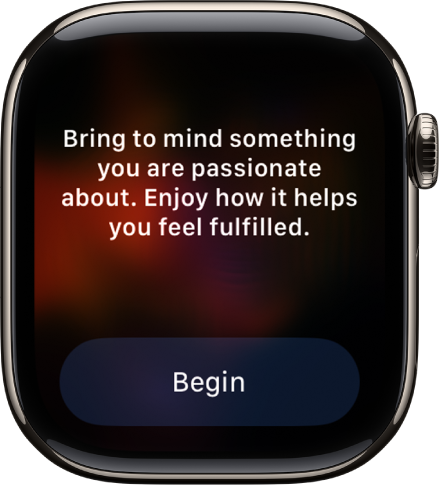 Bring to mind something
you are passionate
about. Enjoy how it helps
you feel fulfilled.
Begin